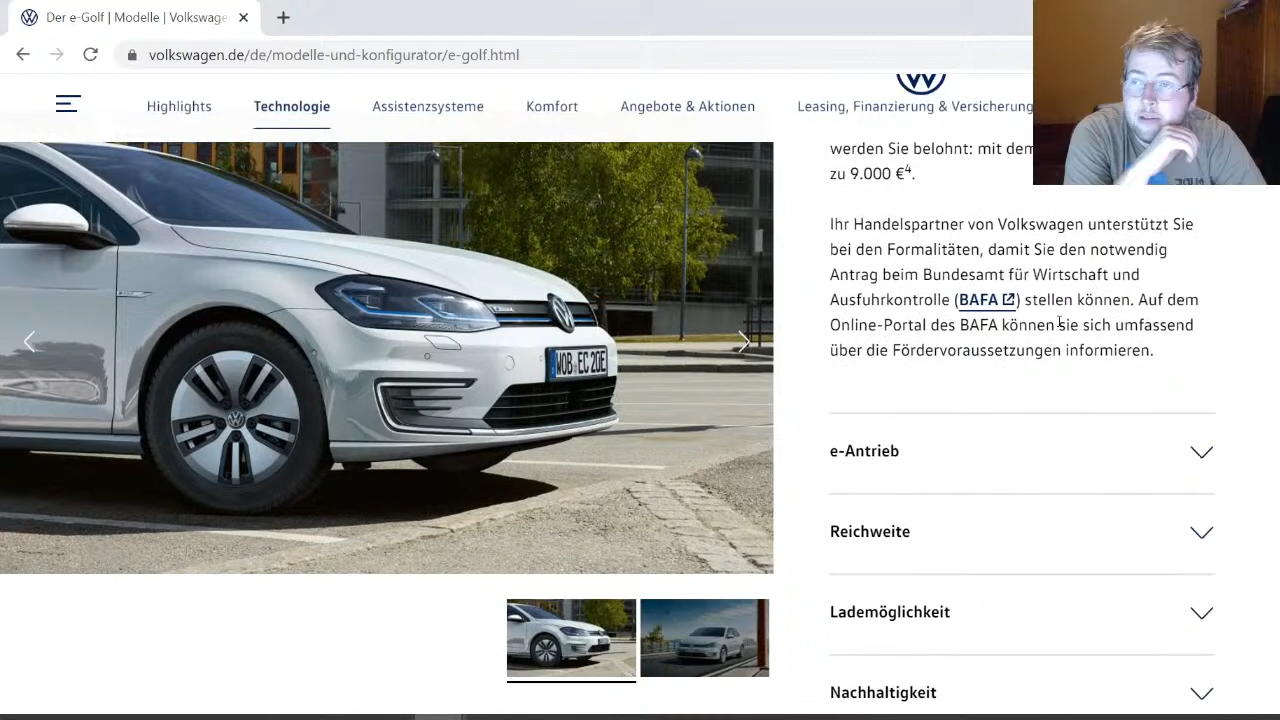 Der e-Golf | Modelle | Volkswage
volkswagen.de/de/modelle-und-konfigurator/e-golf.html
Highlights Technologie Assistenzsysteme Komfort Angebote & Aktionen Leasing, Finanzierung & Versicherung
werden Sie belohnt: mit dem
zu 9.000 €⁴.
Ihr Handelspartner von Volkswagen unterstützt Sie
bei den Formalitäten, damit Sie den notwendig
Antrag beim Bundesamt für Wirtschaft und
Ausfuhrkontrolle (BAFA) stellen können. Auf dem
Online-Portal des BAFA können sie sich umfassend
über die Fördervoraussetzungen informieren.
WOB EC 20E
e-Antrieb
Reichweite
Lademöglichkeit
Nachhaltigkeit